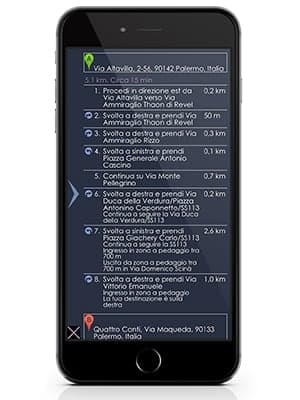 A
Via Altavilla, 2-56, 90142 Palermo, Italia
5.1 km. Circa 15 min
1. Procedi in direzione est da 0,2 km
Via Altavilla verso Via
Ammiraglio Thaon di Revel
2. Svolta a destra e prendi Via 50 m
Ammiraglio Thaon di Revel
3. Svolta a destra e prendi Via 0,3 km
Ammiraglio Rizzo
4. Svolta a sinistra e prendi 0,1 km
Piazza Generale Antonio
Cascino
5. Continua su Via Monte 0,7 km
Pellegrino
6. Svolta a destra e prendi Via 0,2 km
Duca della Verdura/Piazza
Antonino Caponnetto/SS113
Continua a seguire la Via Duca
della Verdura/SS113
7. Svolta a sinistra e prendi 2,6 km
Piazza Giachery Carlo/SS113
Continua a seguire la SS113
Ingresso in zona a pedaggio tra
700 m
Uscita da zona a pedaggio tra
700 m in Via Domenico Scinà
8. Svolta a destra e prendi Via 1,0 km
Vittorio Emanuele
Ingresso in zona a pedaggio
La tua destinazione è sulla
destra
B
Quattro Conti, Via Maqueda, 90133
Palermo, Italia